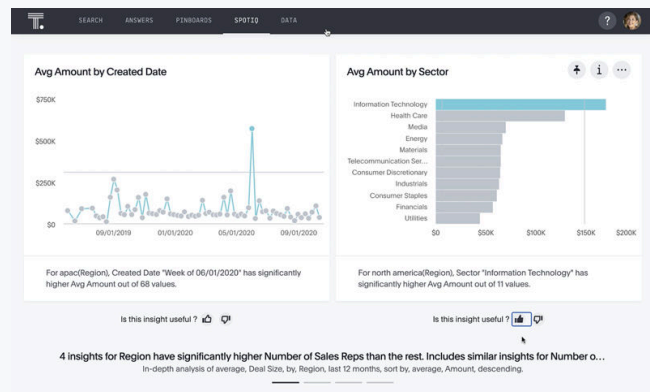 SEARCH ANSWERS PINBOARDS SPOTIQ DATA ?
Avg Amount by Created Date
$750K
$500K
$250K
$0
09/01/2019 01/01/2020 05/01/2020 09/01/2020
For apac(Region), Created Date "Week of 06/01/2020" has significantly
higher Avg Amount out of 68 values.
Is this insight useful ?
Avg Amount by Sector
i ...
Information Technology
Health Care
Media
Energy
Materials
Telecommunication Ser...
Consumer Discretionary
Industrials
Consumer Staples
Financials
Utilities
$0 $50K $100K $150K $200K
For north america(Region), Sector "Information Technology" has
significantly higher Avg Amount out of 11 values.
Is this insight useful ?
4 insights for Region have significantly higher Number of Sales Reps than the rest. Includes similar insights for Number o...
In-depth analysis of average, Deal Size, by, Region, last 12 months, sort by, average, Amount, descending.